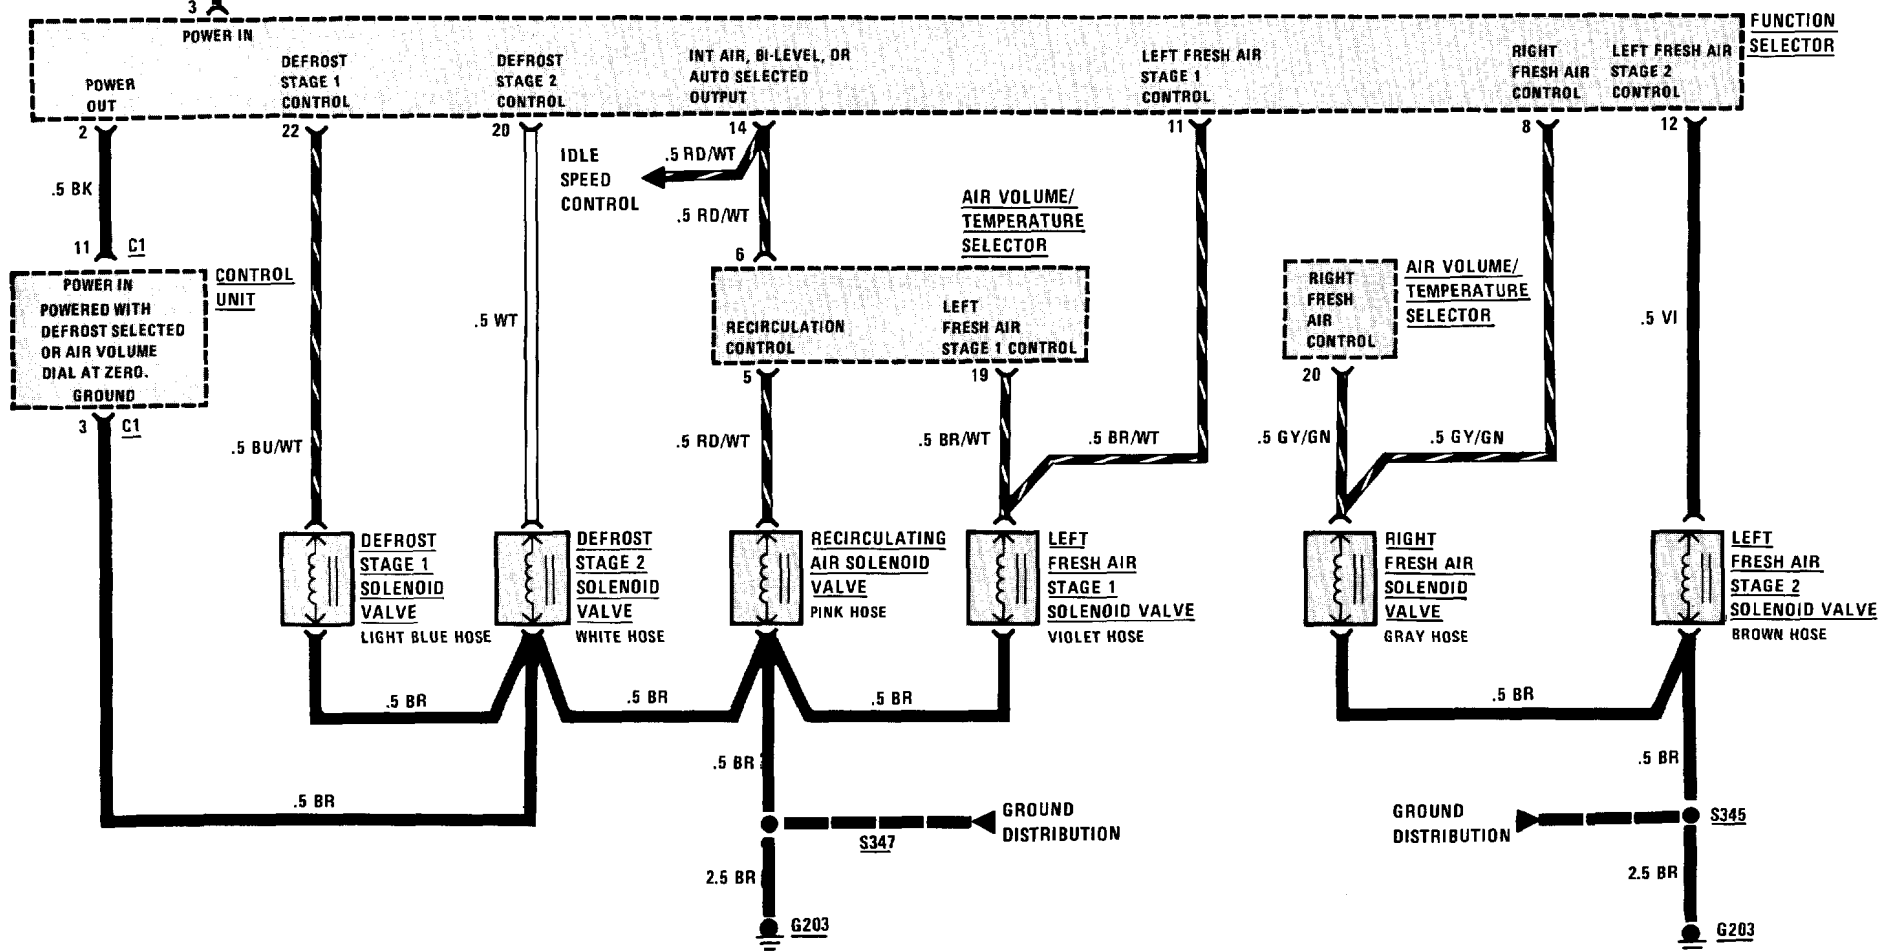 3
POWER IN
FUNCTION
SELECTOR
POWER
OUT
DEFROST
STAGE 1
CONTROL
DEFROST
STAGE 2
CONTROL
INT AIR, BI-LEVEL, OR
AUTO SELECTED
OUTPUT
LEFT FRESH AIR
STAGE 1
CONTROL
RIGHT
FRESH AIR
CONTROL
LEFT FRESH AIR
STAGE 2
CONTROL
2
22
20
14
11
8
12
.5 BK
IDLE
SPEED
CONTROL
.5 RD/WT
.5 RD/WT
11 C1
6
AIR VOLUME/
TEMPERATURE
SELECTOR
CONTROL
UNIT
POWER IN
POWERED WITH
DEFROST SELECTED
OR AIR VOLUME
DIAL AT ZERO.
GROUND
3 C1
.5 WT
RECIRCULATION
CONTROL
LEFT
FRESH AIR
STAGE 1 CONTROL
RIGHT
FRESH
AIR
CONTROL
AIR VOLUME/
TEMPERATURE
SELECTOR
.5 VI
5
19
20
.5 BU/WT
.5 RD/WT
.5 BR/WT
.5 BR/WT
.5 GY/GN
.5 GY/GN
DEFROST
STAGE 1
SOLENOID
VALVE
LIGHT BLUE HOSE
DEFROST
STAGE 2
SOLENOID
VALVE
WHITE HOSE
RECIRCULATING
AIR SOLENOID
VALVE
PINK HOSE
LEFT
FRESH AIR
STAGE 1
SOLENOID VALVE
VIOLET HOSE
RIGHT
FRESH AIR
SOLENOID
VALVE
GRAY HOSE
LEFT
FRESH AIR
STAGE 2
SOLENOID VALVE
BROWN HOSE
.5 BR
.5 BR
.5 BR
.5 BR
.5 BR
.5 BR
.5 BR
GROUND
DISTRIBUTION
S347
GROUND
DISTRIBUTION
S345
2.5 BR
2.5 BR
G203
G203